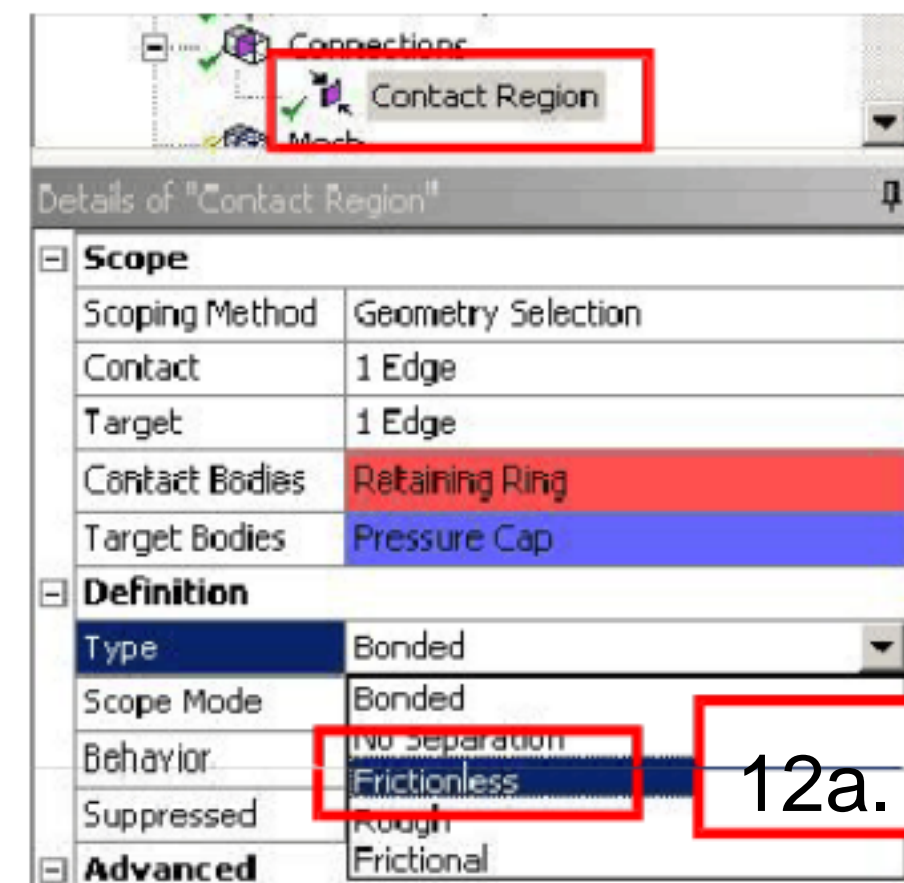 Connections
Contact Region
Mesh
Details of "Contact Region"
Scope
Scoping Method Geometry Selection
Contact 1 Edge
Target 1 Edge
Contact Bodies Retaining Ring
Target Bodies Pressure Cap
Definition
Type Bonded
Scope Mode Bonded
No Separation
Behavior Frictionless
12a.
Suppressed Rough
Advanced Frictional